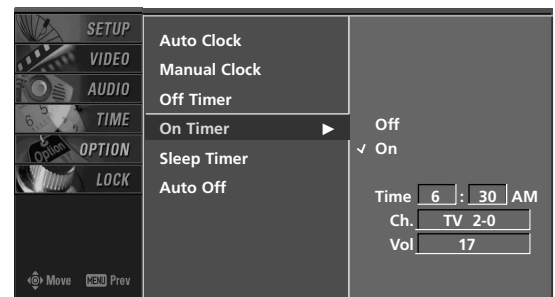 SETUP
VIDEO
AUDIO
TIME
OPTION
LOCK
Move MENU Prev
Auto Clock
Manual Clock
Off Timer
On Timer ▶
Sleep Timer
Auto Off
Off
✓ On
Time 6 : 30 AM
Ch. TV 2-0
Vol 17